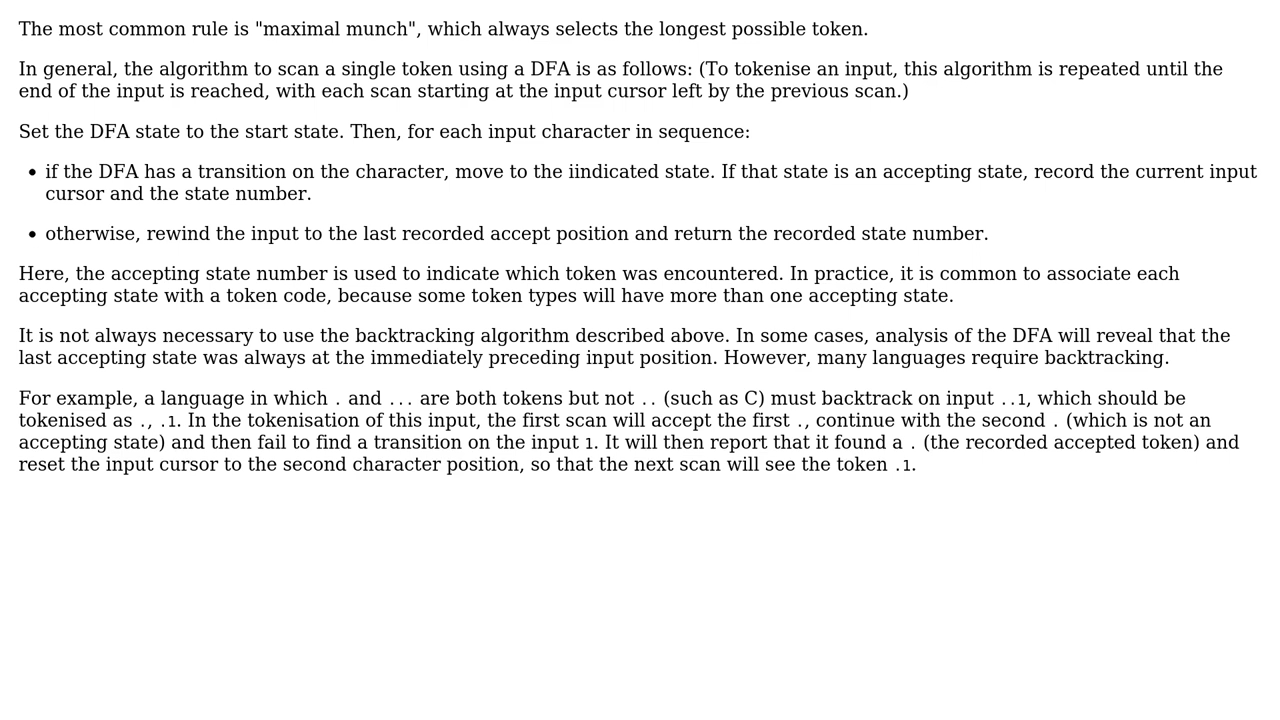 The most common rule is "maximal munch", which always selects the longest possible token.
In general, the algorithm to scan a single token using a DFA is as follows: (To tokenise an input, this algorithm is repeated until the
end of the input is reached, with each scan starting at the input cursor left by the previous scan.)
Set the DFA state to the start state. Then, for each input character in sequence:
• if the DFA has a transition on the character, move to the iindicated state. If that state is an accepting state, record the current input
cursor and the state number.
• otherwise, rewind the input to the last recorded accept position and return the recorded state number.
Here, the accepting state number is used to indicate which token was encountered. In practice, it is common to associate each
accepting state with a token code, because some token types will have more than one accepting state.
It is not always necessary to use the backtracking algorithm described above. In some cases, analysis of the DFA will reveal that the
last accepting state was always at the immediately preceding input position. However, many languages require backtracking.
For example, a language in which . and ... are both tokens but not .. (such as C) must backtrack on input ..1, which should be
tokenised as ., .1. In the tokenisation of this input, the first scan will accept the first ., continue with the second . (which is not an
accepting state) and then fail to find a transition on the input 1. It will then report that it found a . (the recorded accepted token) and
reset the input cursor to the second character position, so that the next scan will see the token .1.